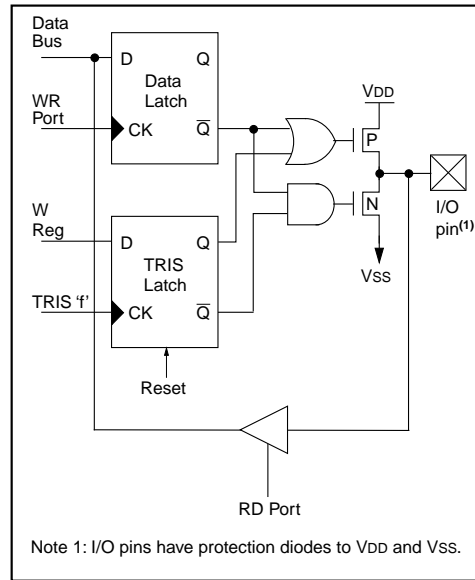 Data
Bus
D Q
Data
Latch
WR
Port
CK Q
VDD
P
I/O
pin(1)
N
VSS
W
Reg
D Q
TRIS
Latch
TRIS 'f'
CK Q
Reset
RD Port
Note 1: I/O pins have protection diodes to VDD and VSS.